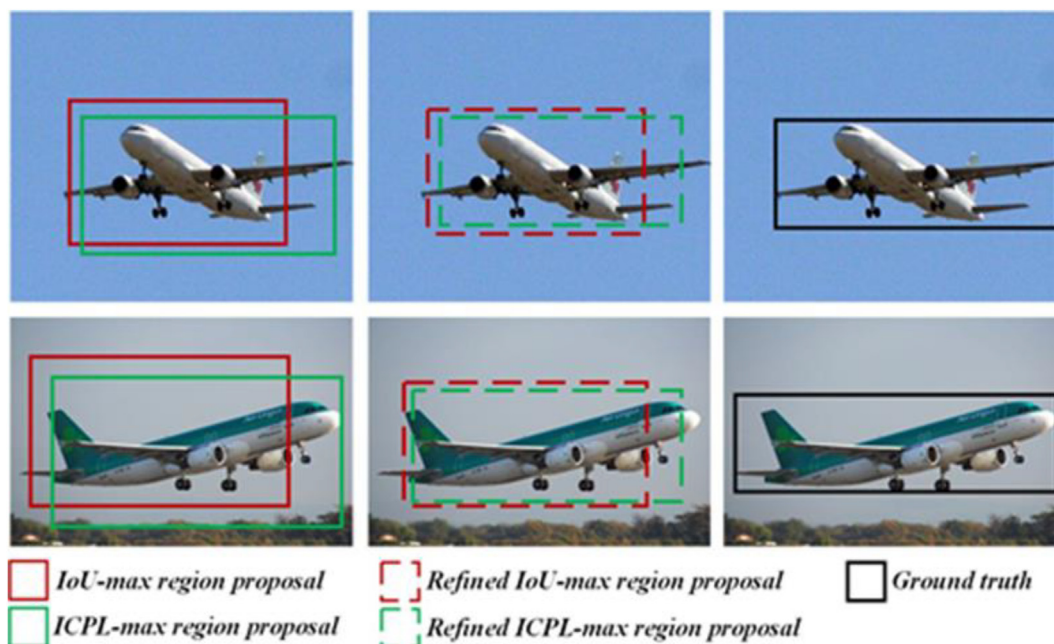 IoU-max region proposal
Refined IoU-max region proposal
Ground truth
ICPL-max region proposal
Refined ICPL-max region proposal